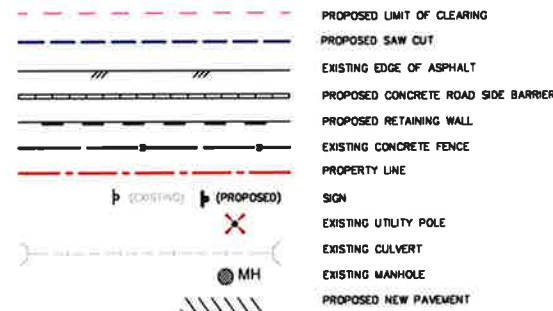 PROPOSED LIMIT OF CLEARING
PROPOSED SAW CUT
EXISTING EDGE OF ASPHALT
PROPOSED CONCRETE ROAD SIDE BARRIER
PROPOSED RETAINING WALL
EXISTING CONCRETE FENCE
PROPERTY LINE
(EXISTING) (PROPOSED) SIGN
EXISTING UTILITY POLE
EXISTING CULVERT
MH EXISTING MANHOLE
PROPOSED NEW PAVEMENT